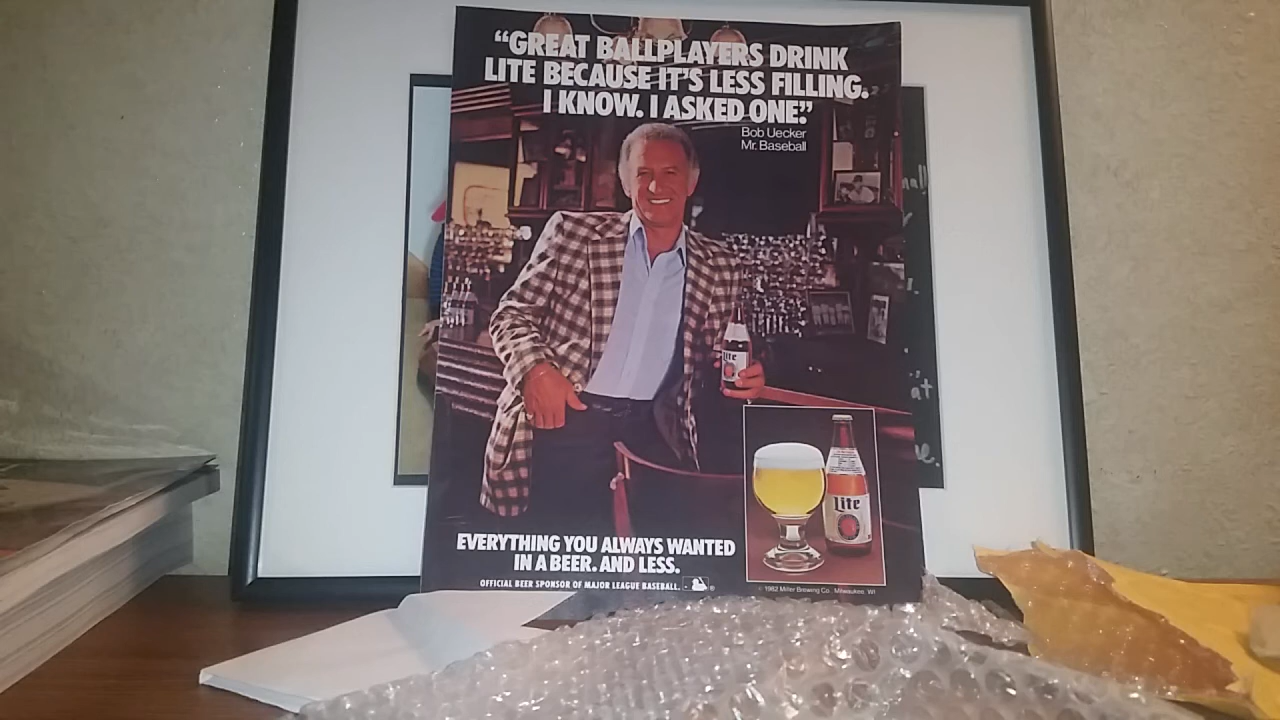 “GREAT BALLPLAYERS DRINK
LITE BECAUSE IT'S LESS FILLING.
I KNOW. I ASKED ONE.”
Bob Uecker
Mr. Baseball
Lite
Lite
EVERYTHING YOU ALWAYS WANTED
IN A BEER. AND LESS.
OFFICIAL BEER SPONSOR OF MAJOR LEAGUE BASEBALL.
© 1982 Miller Brewing Co., Milwaukee, WI
at